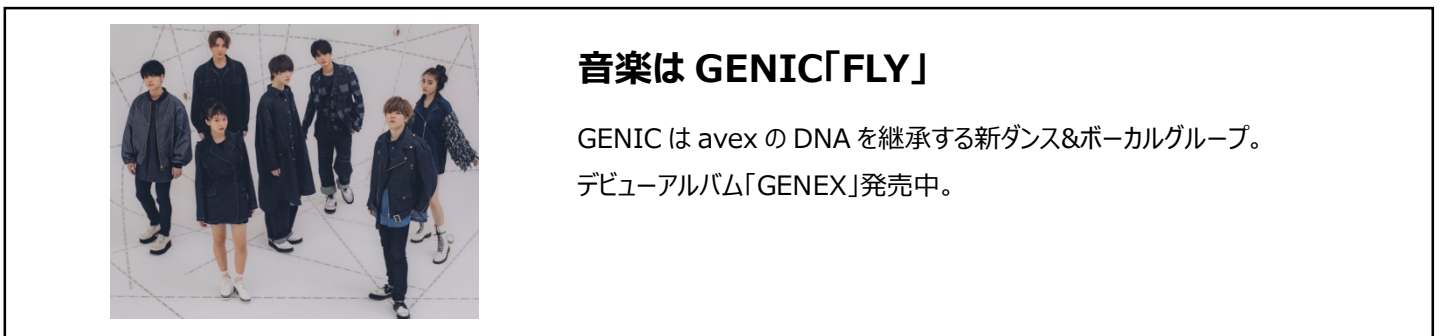 音楽は GENIC「FLY」
GENIC は avex の DNA を継承する新ダンス&ボーカルグループ。
デビューアルバム「GENEX」発売中。